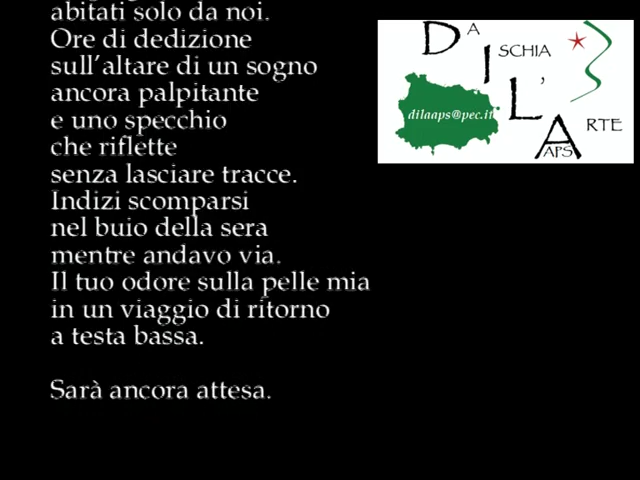 abitati solo da noi.
Ore di dedizione
sull'altare di un sogno
ancora palpitante
e uno specchio
che riflette
senza lasciare tracce.
Indizi scomparsi
nel buio della sera
mentre andavo via.
Il tuo odore sulla pelle mia
in un viaggio di ritorno
a testa bassa.
Sarà ancora attesa.
DA
ISCHIA
L'
ARTE
APS
dilaaps@pec.it